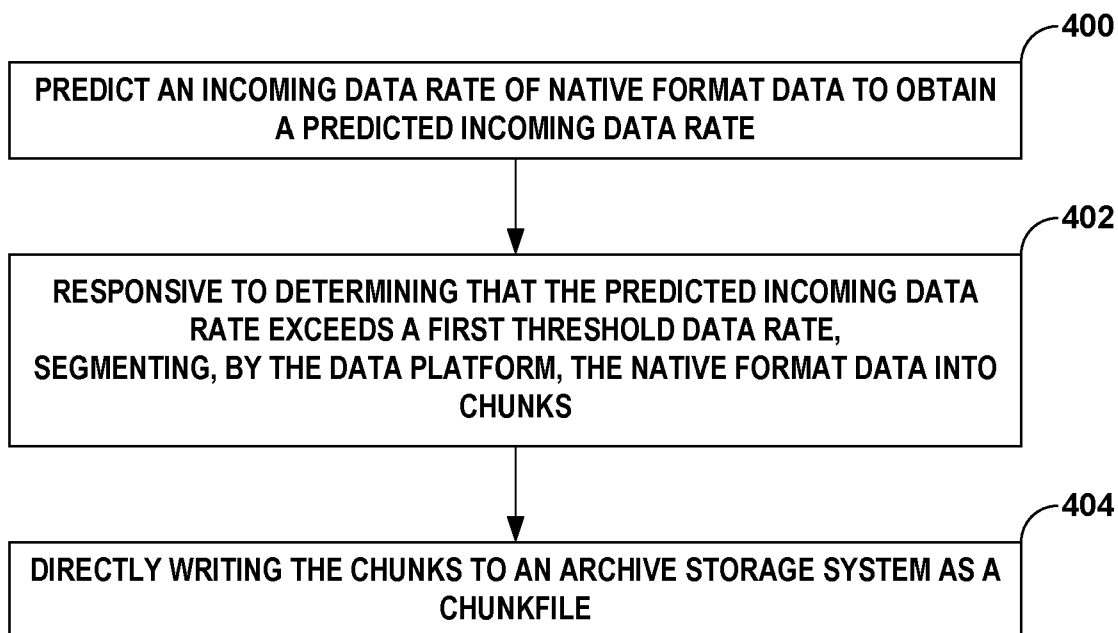 400
PREDICT AN INCOMING DATA RATE OF NATIVE FORMAT DATA TO OBTAIN
A PREDICTED INCOMING DATA RATE
402
RESPONSIVE TO DETERMINING THAT THE PREDICTED INCOMING DATA
RATE EXCEEDS A FIRST THRESHOLD DATA RATE,
SEGMENTING, BY THE DATA PLATFORM, THE NATIVE FORMAT DATA INTO
CHUNKS
404
DIRECTLY WRITING THE CHUNKS TO AN ARCHIVE STORAGE SYSTEM AS A
CHUNKFILE